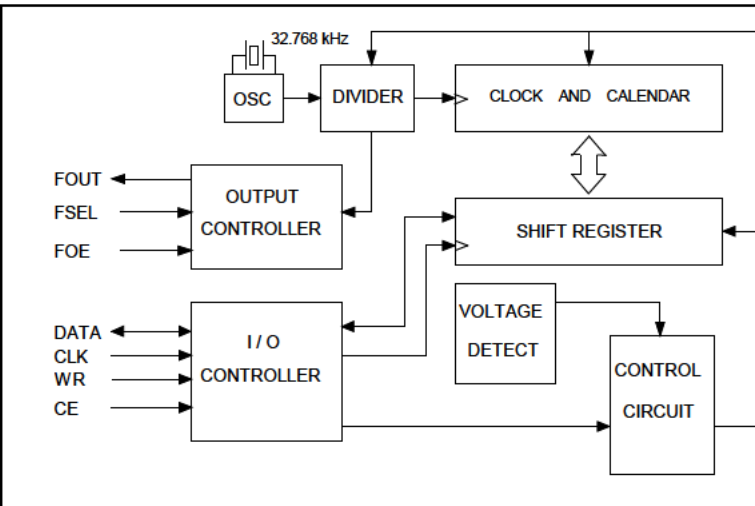 32.768 kHz
OSC
DIVIDER
CLOCK AND CALENDAR
FOUT
FSEL
FOE
OUTPUT
CONTROLLER
SHIFT REGISTER
DATA
CLK
WR
CE
I / O
CONTROLLER
VOLTAGE
DETECT
CONTROL
CIRCUIT